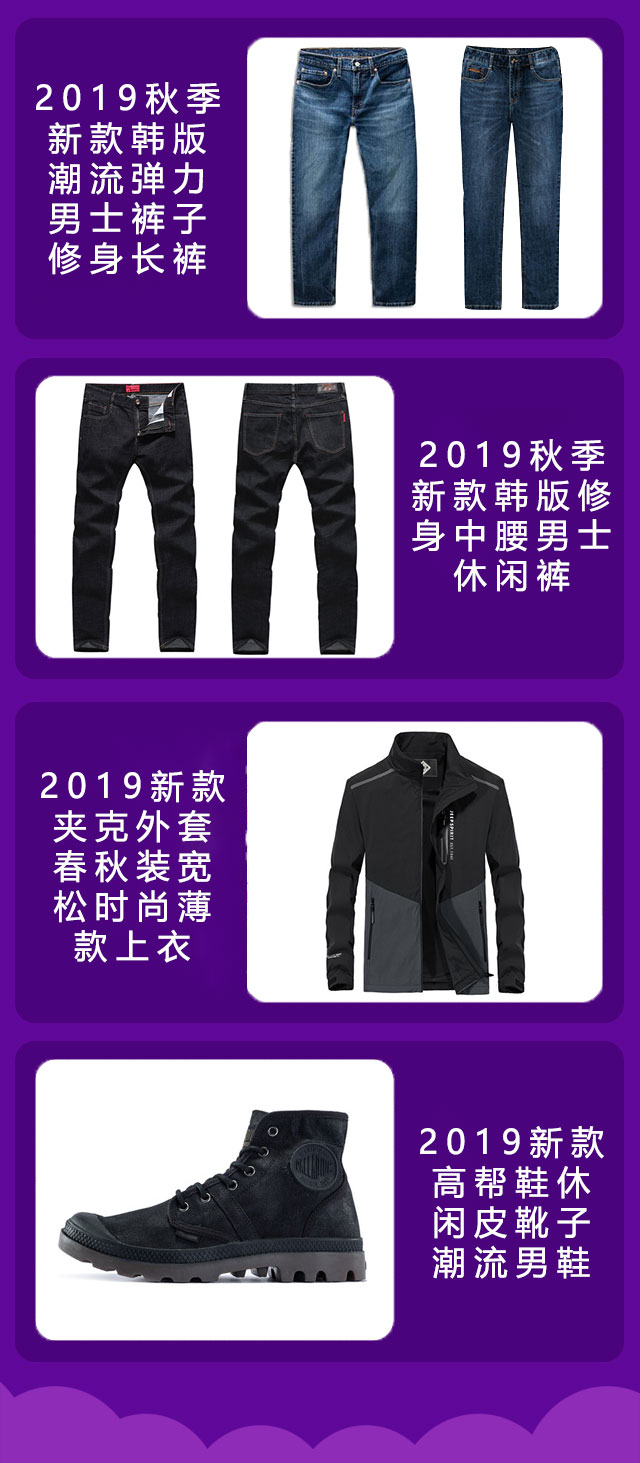 2019秋季
新款韩版
潮流弹力
男士裤子
修身长裤
2019秋季
新款韩版修
身中腰男士
休闲裤
2019新款
夹克外套
春秋装宽
松时尚薄
款上衣
JEEPSPIRIT
2019新款
高帮鞋休
闲皮靴子
潮流男鞋